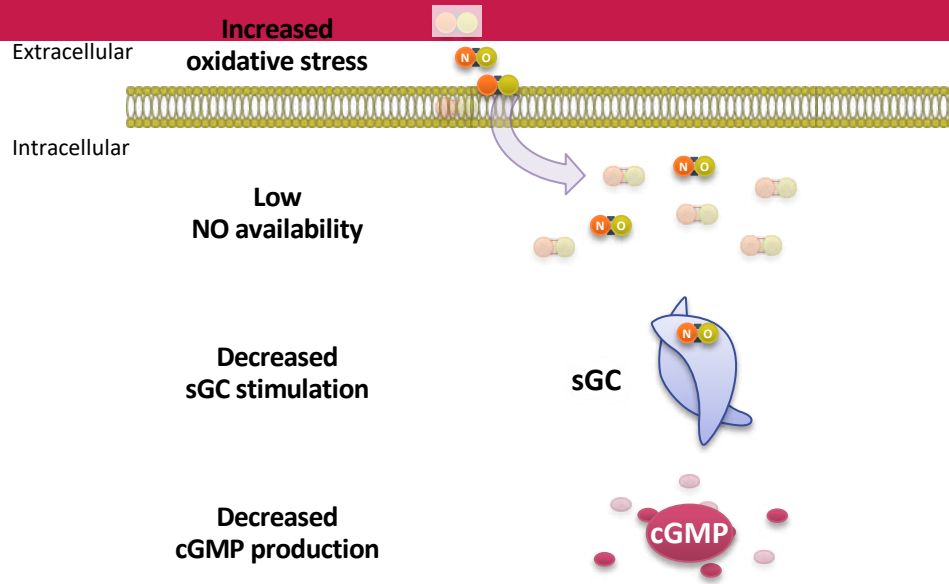 Increased
oxidative stress
Extracellular
N O
Intracellular
Low
NO availability
N O
N O
Decreased
sGC stimulation
sGC
N O
Decreased
cGMP production
cGMP